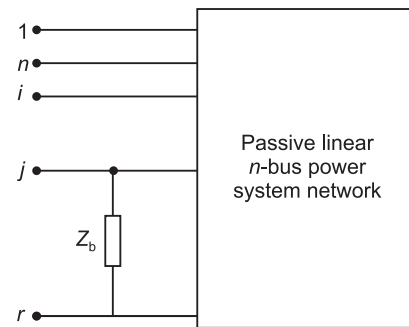 1
n
i
j
Z_b
r
Passive linear
n-bus power
system network